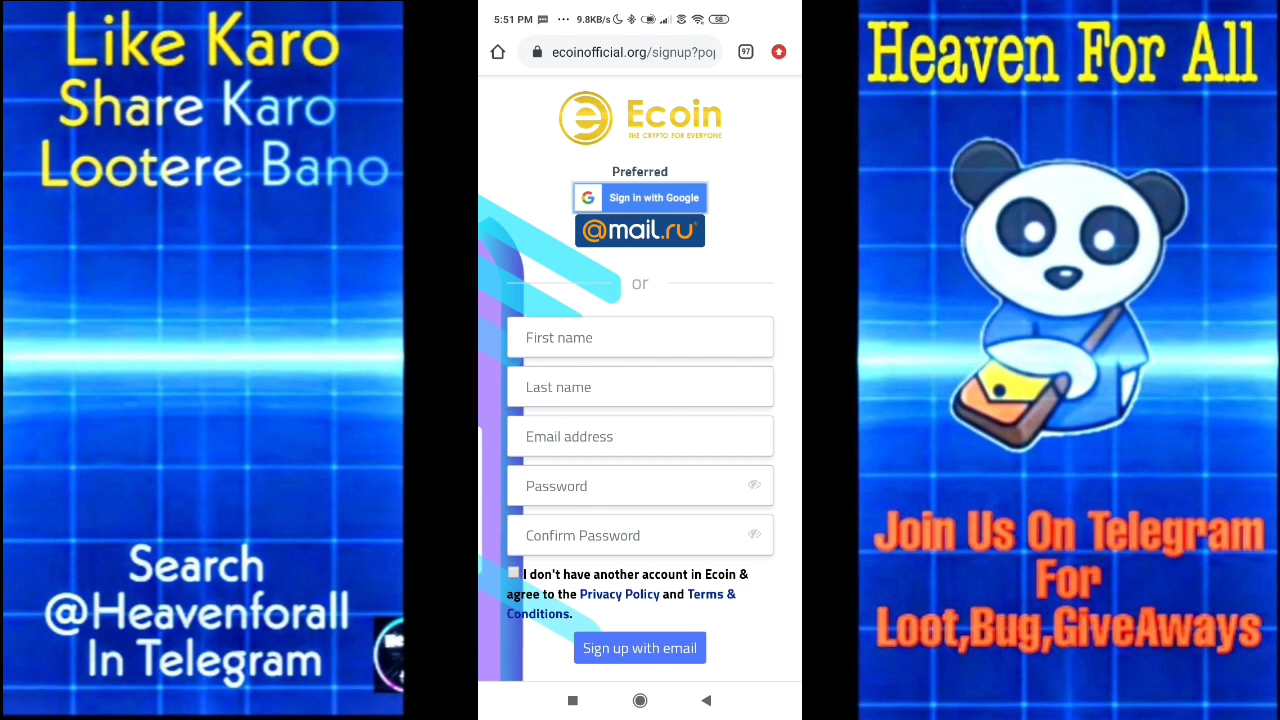 Like Karo
Share Karo
Lootere Bano
Search
@Heavenforall
In Telegram
5:51 PM ... 9.8KB/s 58
ecoinofficial.org/signup?pop
97
Ecoin
THE CRYPTO FOR EVERYONE
Preferred
G Sign in with Google
@mail.ru
or
First name
Last name
Email address
Password
Confirm Password
I don't have another account in Ecoin &
agree to the Privacy Policy and Terms &
Conditions.
Sign up with email
Heaven For All
Join Us On Telegram
For
Loot,Bug,GiveAways